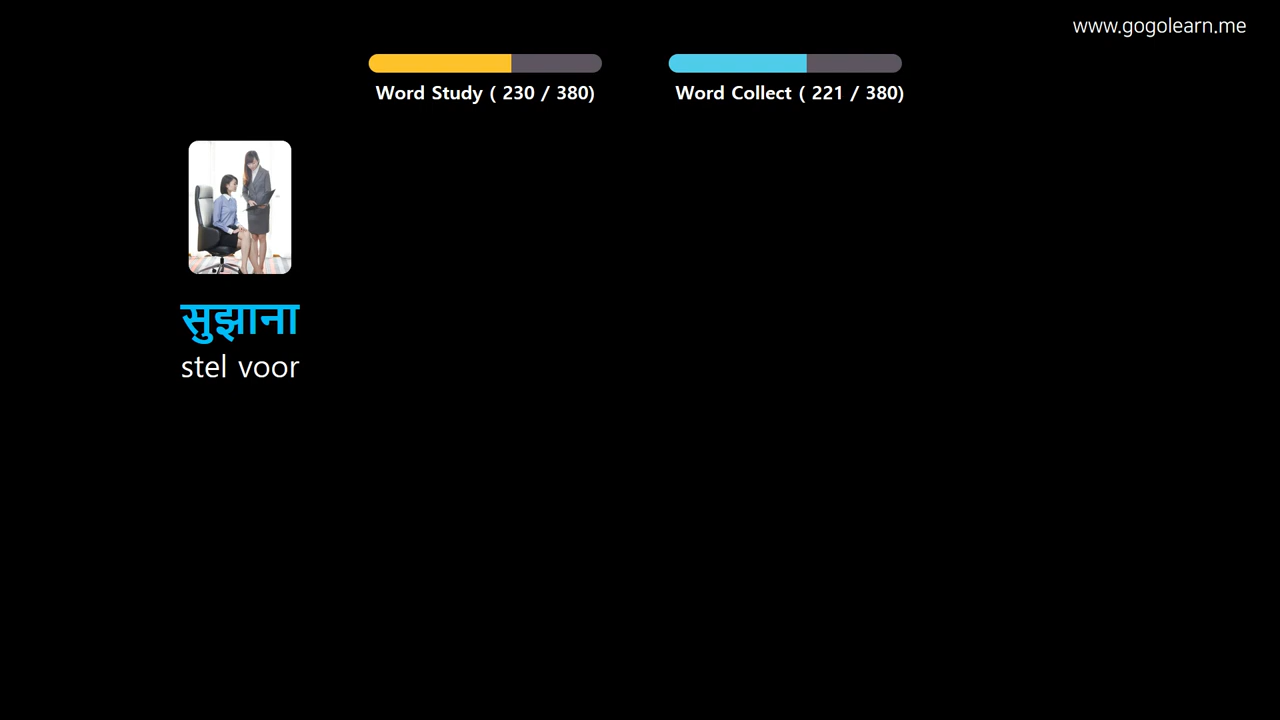 www.gogolearn.me
Word Study ( 230 / 380)
Word Collect ( 221 / 380)
सुझाना
stel voor